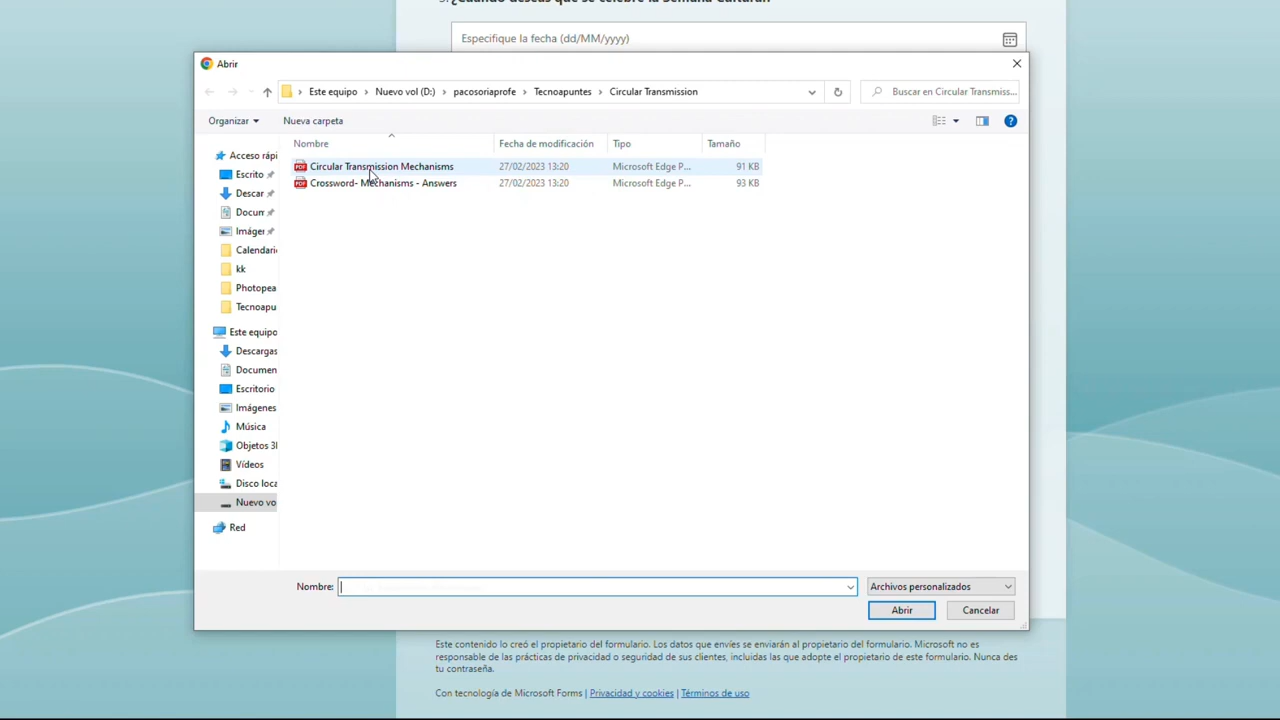 Especifique la fecha (dd/MM/yyyy)
Abrir
Este equipo > Nuevo vol (D:) > pacosoriaprofe > Tecnoapuntes > Circular Transmission
Buscar en Circular Transmiss...
Organizar
Nueva carpeta
Nombre Fecha de modificación Tipo Tamaño
Circular Transmission Mechanisms 27/02/2023 13:20 Microsoft Edge P... 91 KB
Crossword- Mechanisms - Answers 27/02/2023 13:20 Microsoft Edge P... 93 KB
Acceso rápi
Escrito
Descar
Docum
Imáger
Calendari
kk
Photopea
Tecnoapu
Este equipo
Descargas
Documen
Escritorio
Imágenes
Música
Objetos 3I
Vídeos
Disco loca
Nuevo vo
Red
Nombre:
Archivos personalizados
Abrir
Cancelar
Este contenido lo creó el propietario del formulario. Los datos que envíes se enviarán al propietario del formulario. Microsoft no es
responsable de las prácticas de privacidad o seguridad de sus clientes, incluidas las que adopte el propietario de este formulario. Nunca des
tu contraseña.
Con tecnología de Microsoft Forms | Privacidad y cookies | Términos de uso